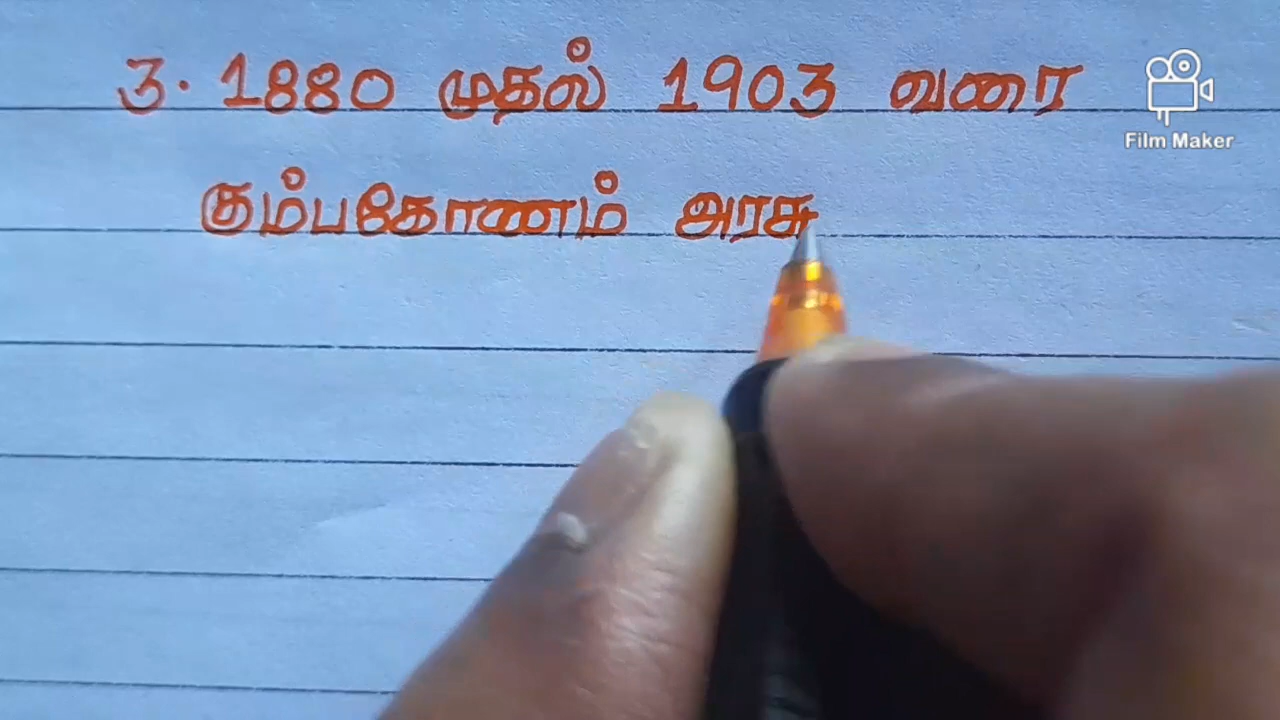 3. 1880 முதல் 1903 வரை
Film Maker
கும்பகோணம் அரசு